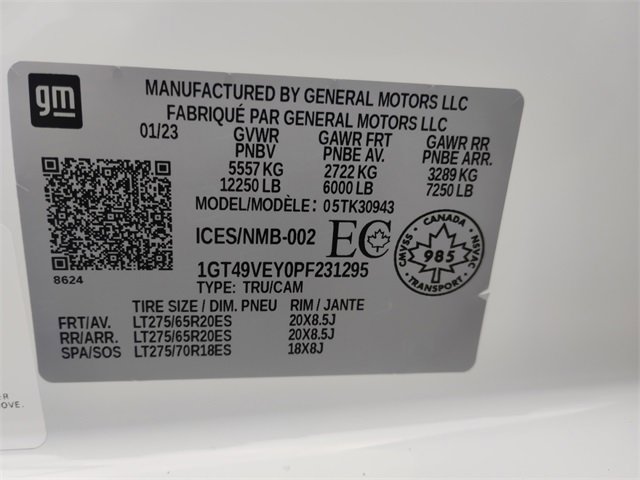 gm
MANUFACTURED BY GENERAL MOTORS LLC
FABRIQUÉ PAR GENERAL MOTORS LLC
01/23 GVWR GAWR FRT GAWR RR
PNBV PNBE AV. PNBE ARR.
5557 KG 2722 KG 3289 KG
12250 LB 6000 LB 7250 LB
MODEL/MODÈLE: 05TK30943
ICES/NMB-002 EC
CANADA
CMVSS 985 NSVAC
1GT49VEY0PF231295
8624
TYPE: TRU/CAM
TIRE SIZE / DIM. PNEU RIM / JANTE
FRT/AV. LT275/65R20ES 20X8.5J
RR/ARR. LT275/65R20ES 20X8.5J
SPA/SOS LT275/70R18ES 18X8J